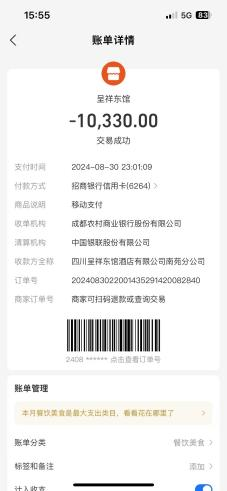 15:55
5G 83
账单详情
呈祥东馆
-10,330.00
交易成功
支付时间 2024-08-30 23:01:09
付款方式 招商银行信用卡(6264) >
商品说明 移动支付
收单机构 成都农村商业银行股份有限公司
清算机构 中国银联股份有限公司
收款方全称 四川呈祥东馆酒店有限公司南苑分公司
订单号 20240830220014352914200828​40
商家订单号 商家可扫码退款或查询交易
2408 ****** 点击查看订单号
账单管理
本月餐饮美食是最大支出类目，看看花在哪里了 >
账单分类 餐饮美食 >
标签和备注 添加 >
计入收支